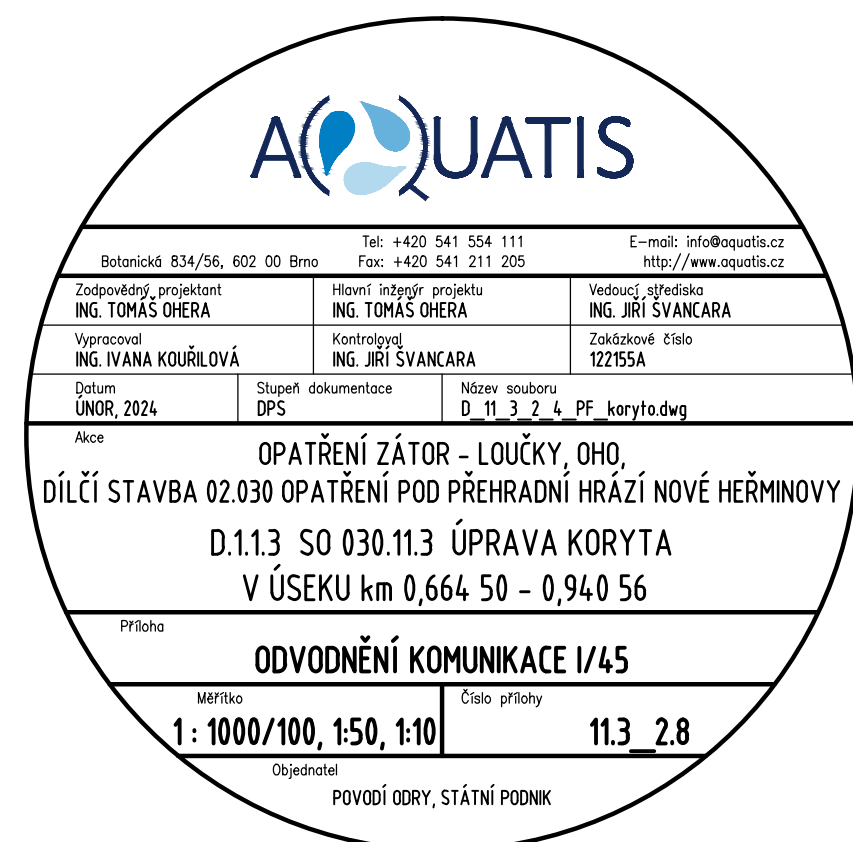 AQUATIS
Tel: +420 541 554 111
E-mail: info@aquatis.cz
Botanická 834/56, 602 00 Brno
Fax: +420 541 211 205
http://www.aquatis.cz
Zodpovědný projektant
Hlavní inženýr projektu
Vedoucí střediska
ING. TOMÁŠ OHERA
ING. TOMÁŠ OHERA
ING. JIŘÍ ŠVANCARA
Vypracoval
Kontroloval
Zakázkové číslo
ING. IVANA KOUŘILOVÁ
ING. JIŘÍ ŠVANCARA
122155A
Datum
Stupeň dokumentace
Název souboru
ÚNOR, 2024
DPS
D_11_3_2_4_PF_koryto.dwg
Akce
OPATŘENÍ ZÁTOR - LOUČKY, OHO,
DÍLČÍ STAVBA 02.030 OPATŘENÍ POD PŘEHRADNÍ HRÁZÍ NOVÉ HEŘMINOVY
D.1.1.3 SO 030.11.3 ÚPRAVA KORYTA
V ÚSEKU km 0,664 50 - 0,940 56
Příloha
ODVODNĚNÍ KOMUNIKACE I/45
Měřítko
Číslo přílohy
1 : 1000/100, 1:50, 1:10
11.3_2.8
Objednatel
POVODÍ ODRY, STÁTNÍ PODNIK